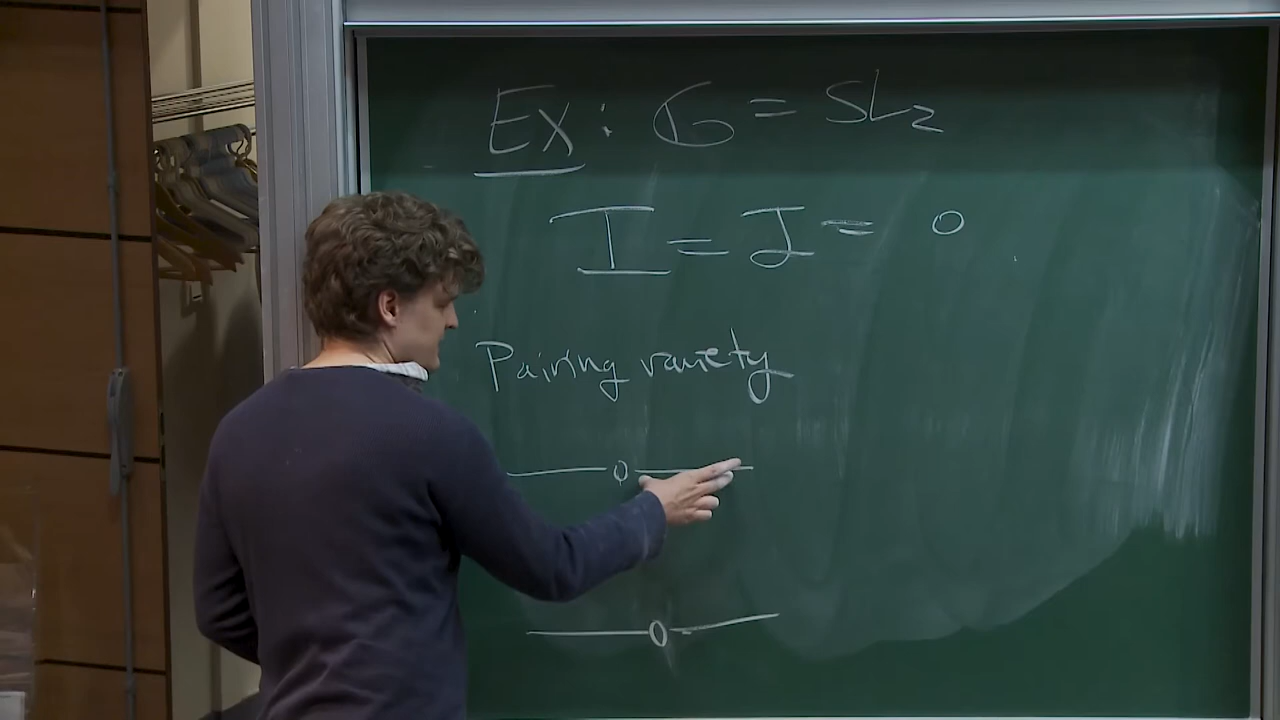 Ex: G = SL₂
I = J = 0
Pairing variety
0
0